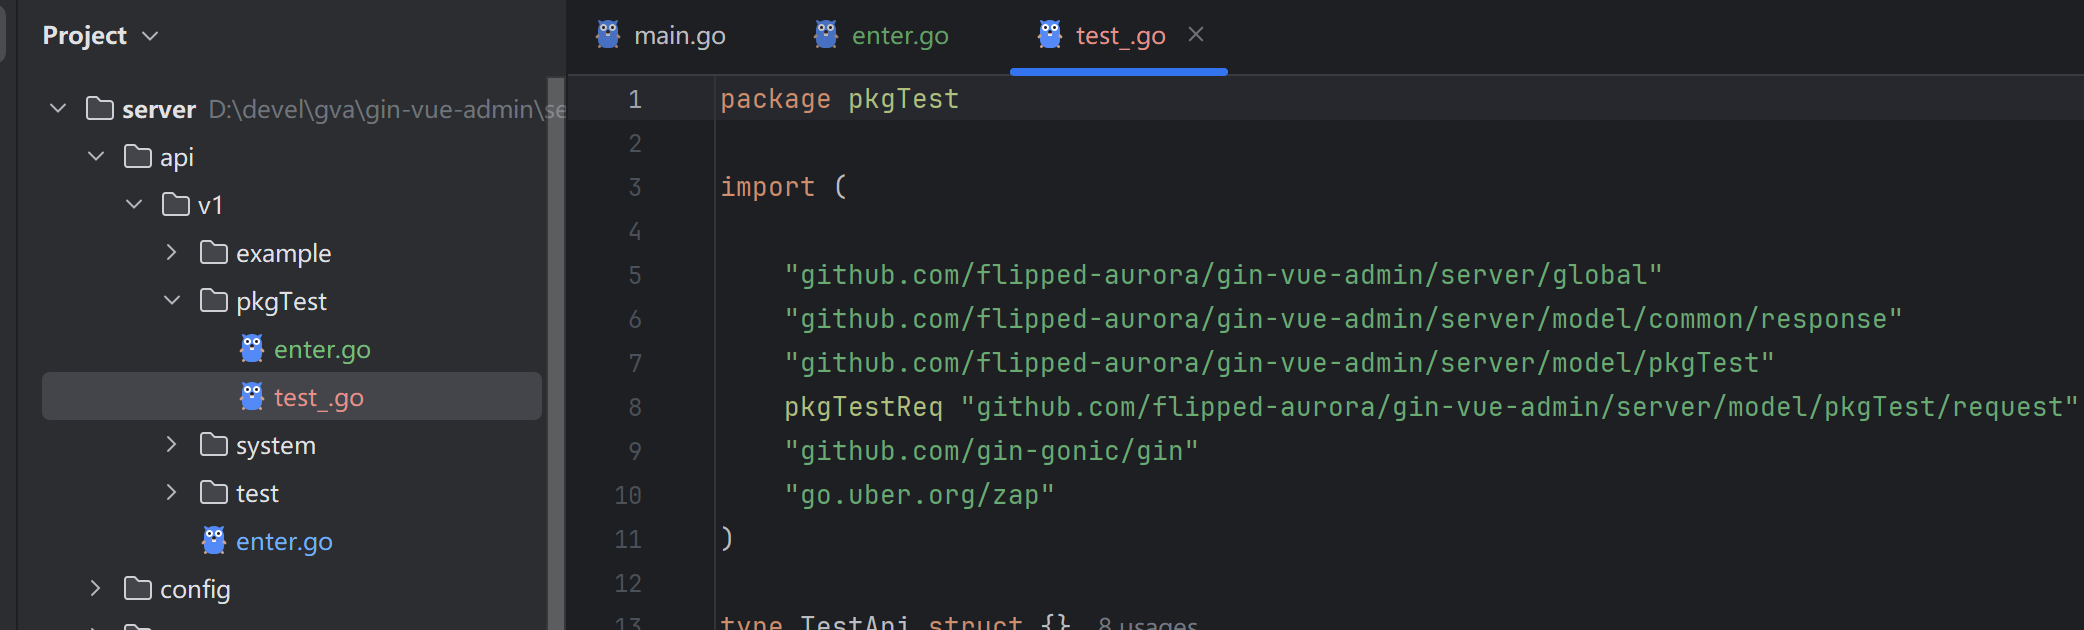 Project
server D:\devel\gva\gin-vue-admin\se
api
v1
example
pkgTest
enter.go
test_.go
system
test
enter.go
config
main.go enter.go test_.go
1 package pkgTest
2
3 import (
4
5 "github.com/flipped-aurora/gin-vue-admin/server/global"
6 "github.com/flipped-aurora/gin-vue-admin/server/model/common/response"
7 "github.com/flipped-aurora/gin-vue-admin/server/model/pkgTest"
8 pkgTestReq "github.com/flipped-aurora/gin-vue-admin/server/model/pkgTest/request"
9 "github.com/gin-gonic/gin"
10 "go.uber.org/zap"
11 )
12
13 type TestApi struct {} 8 usages